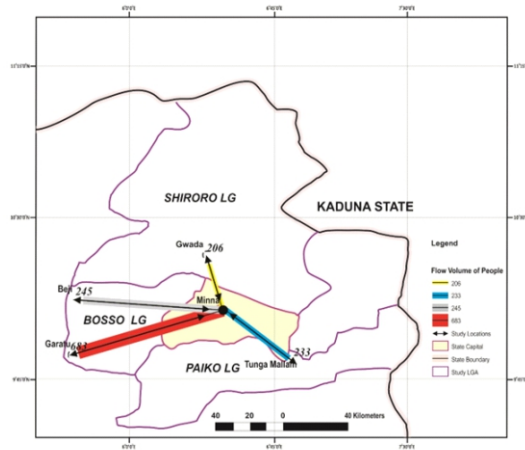 SHIRORO LG
KADUNA STATE
Gwada 206
Beji 245
Minna
BOSSO LG
Garatu 683
PAIKO LG
Tunga Mallam 233
Legend
Flow Volume of People
206
233
245
683
Study Locations
State Capital
State Boundary
Study LGA
40 20 0 40 Kilometers